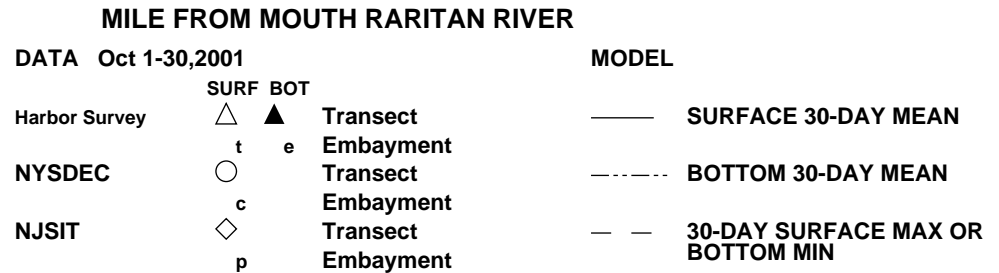 MILE FROM MOUTH RARITAN RIVER
DATA Oct 1-30,2001 MODEL
SURF BOT
Harbor Survey Transect SURFACE 30-DAY MEAN
t e Embayment
NYSDEC Transect BOTTOM 30-DAY MEAN
c Embayment
NJSIT Transect 30-DAY SURFACE MAX OR
BOTTOM MIN
p Embayment